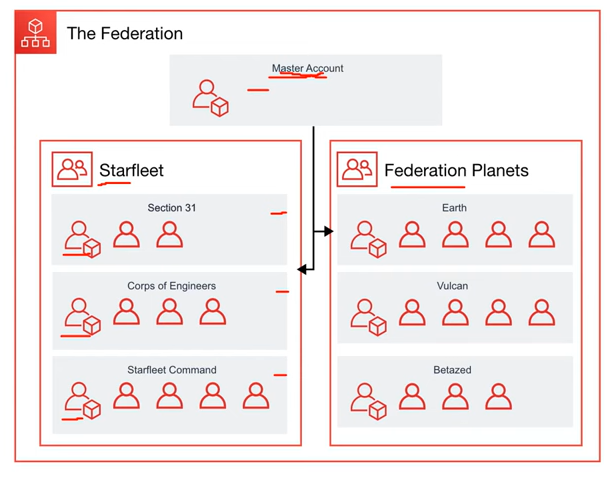 The Federation
Master Account
Starfleet
Federation Planets
Section 31
Earth
Corps of Engineers
Vulcan
Starfleet Command
Betazed